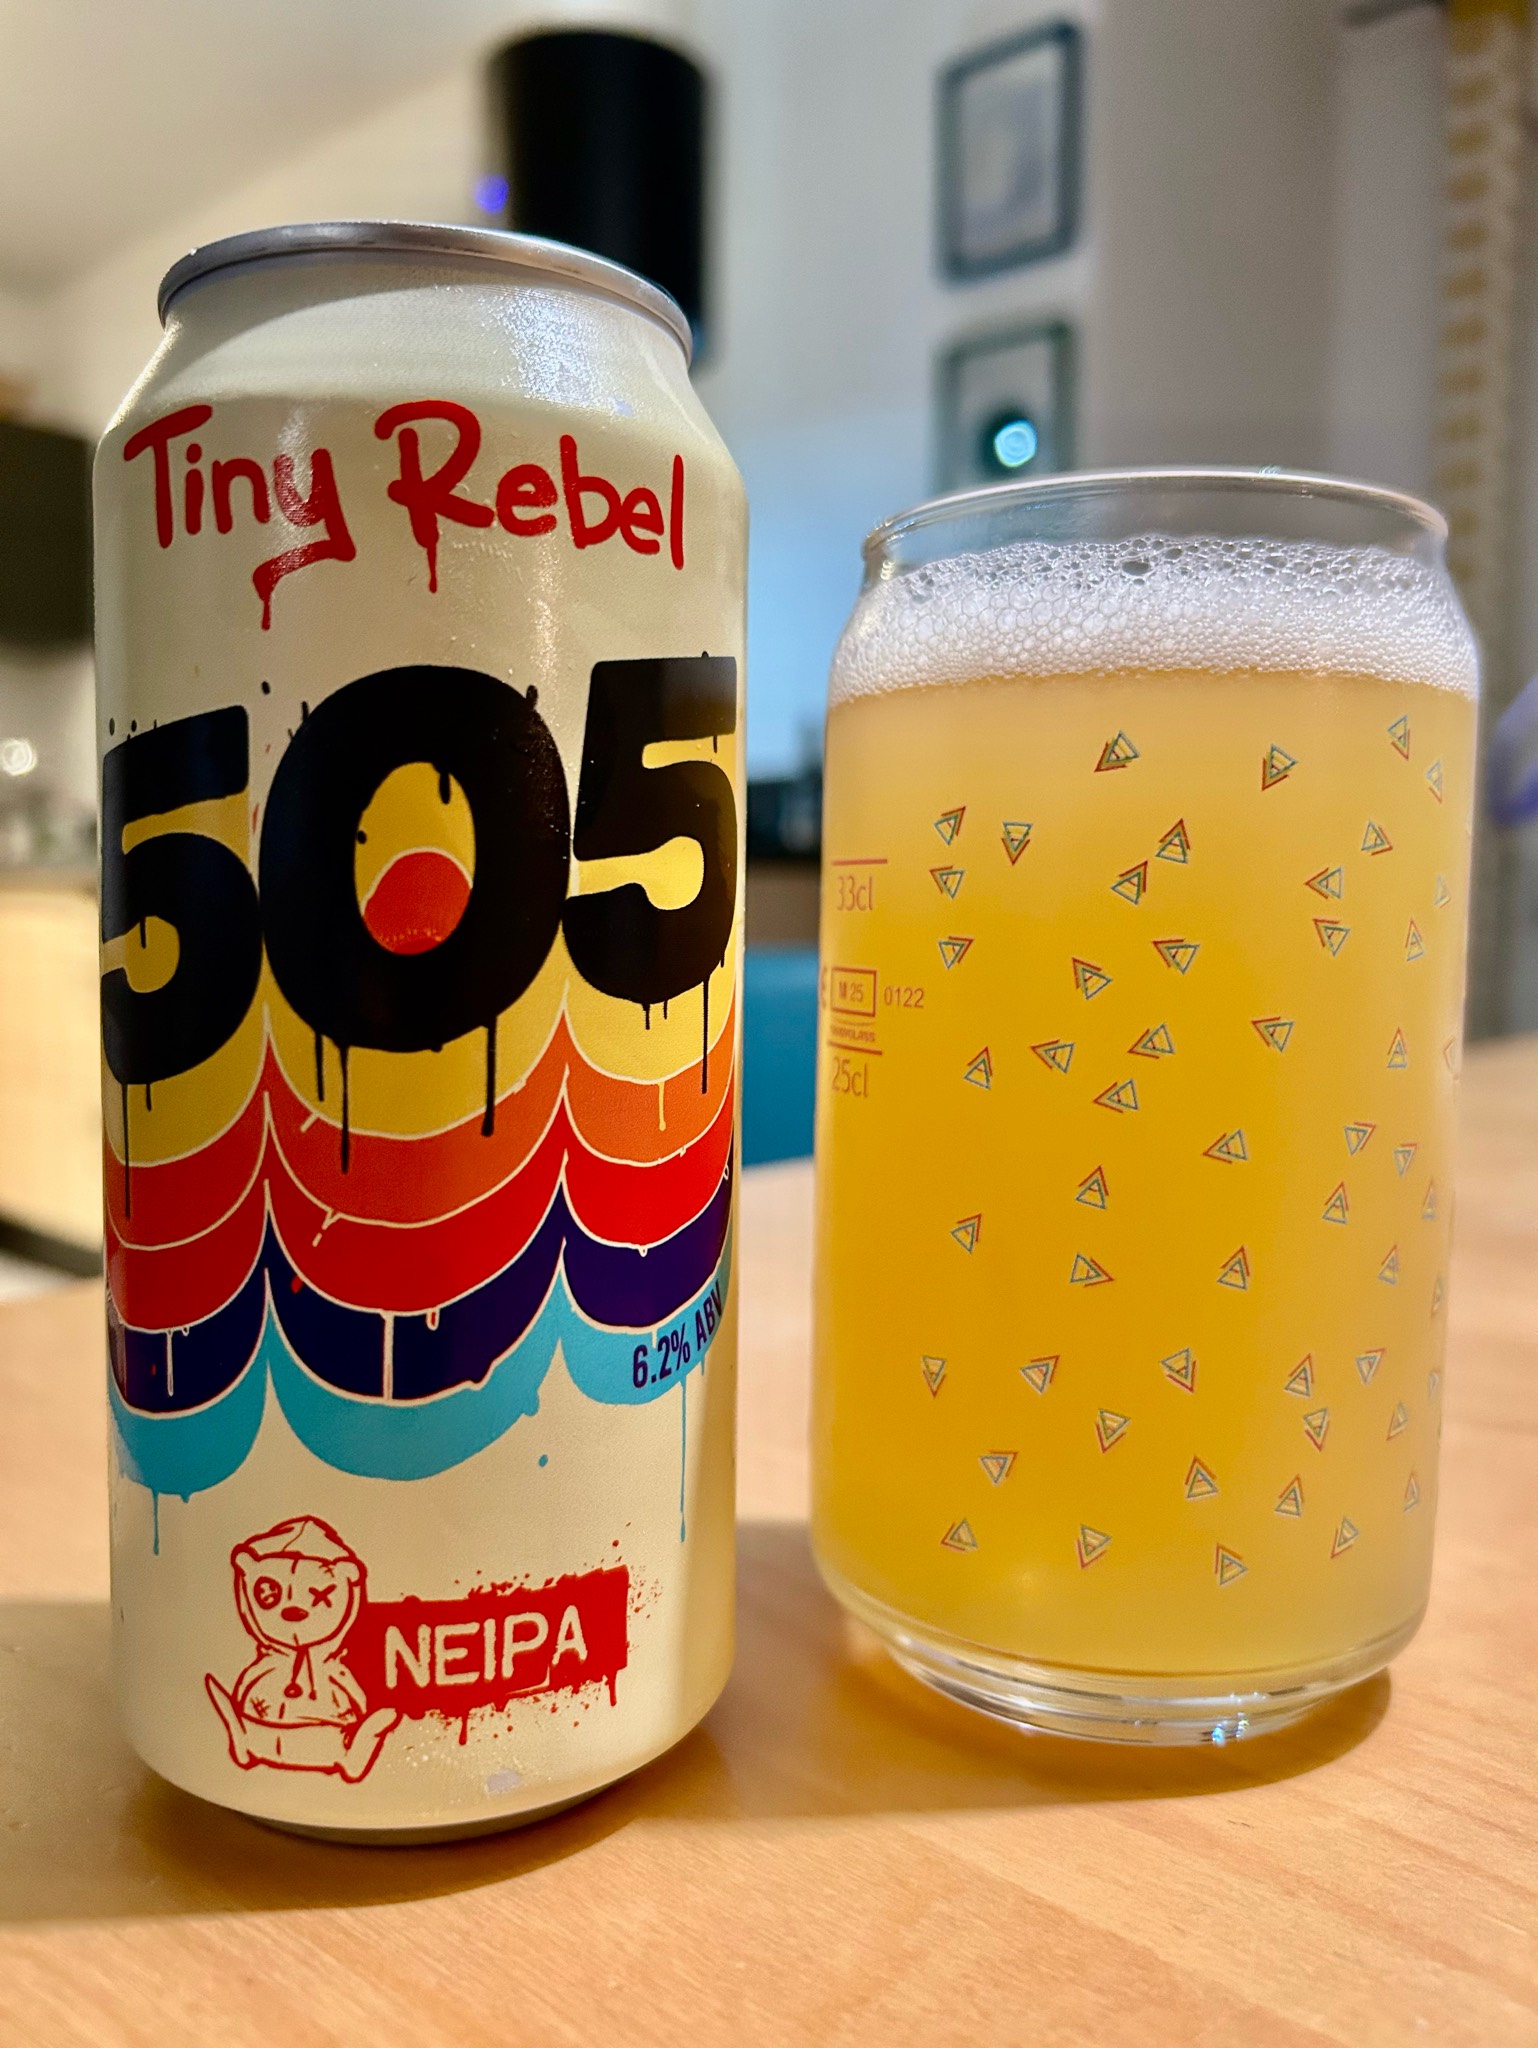 Tiny Rebel
505
6.2% ABV
NEIPA
33cl
M 25 0122
25cl